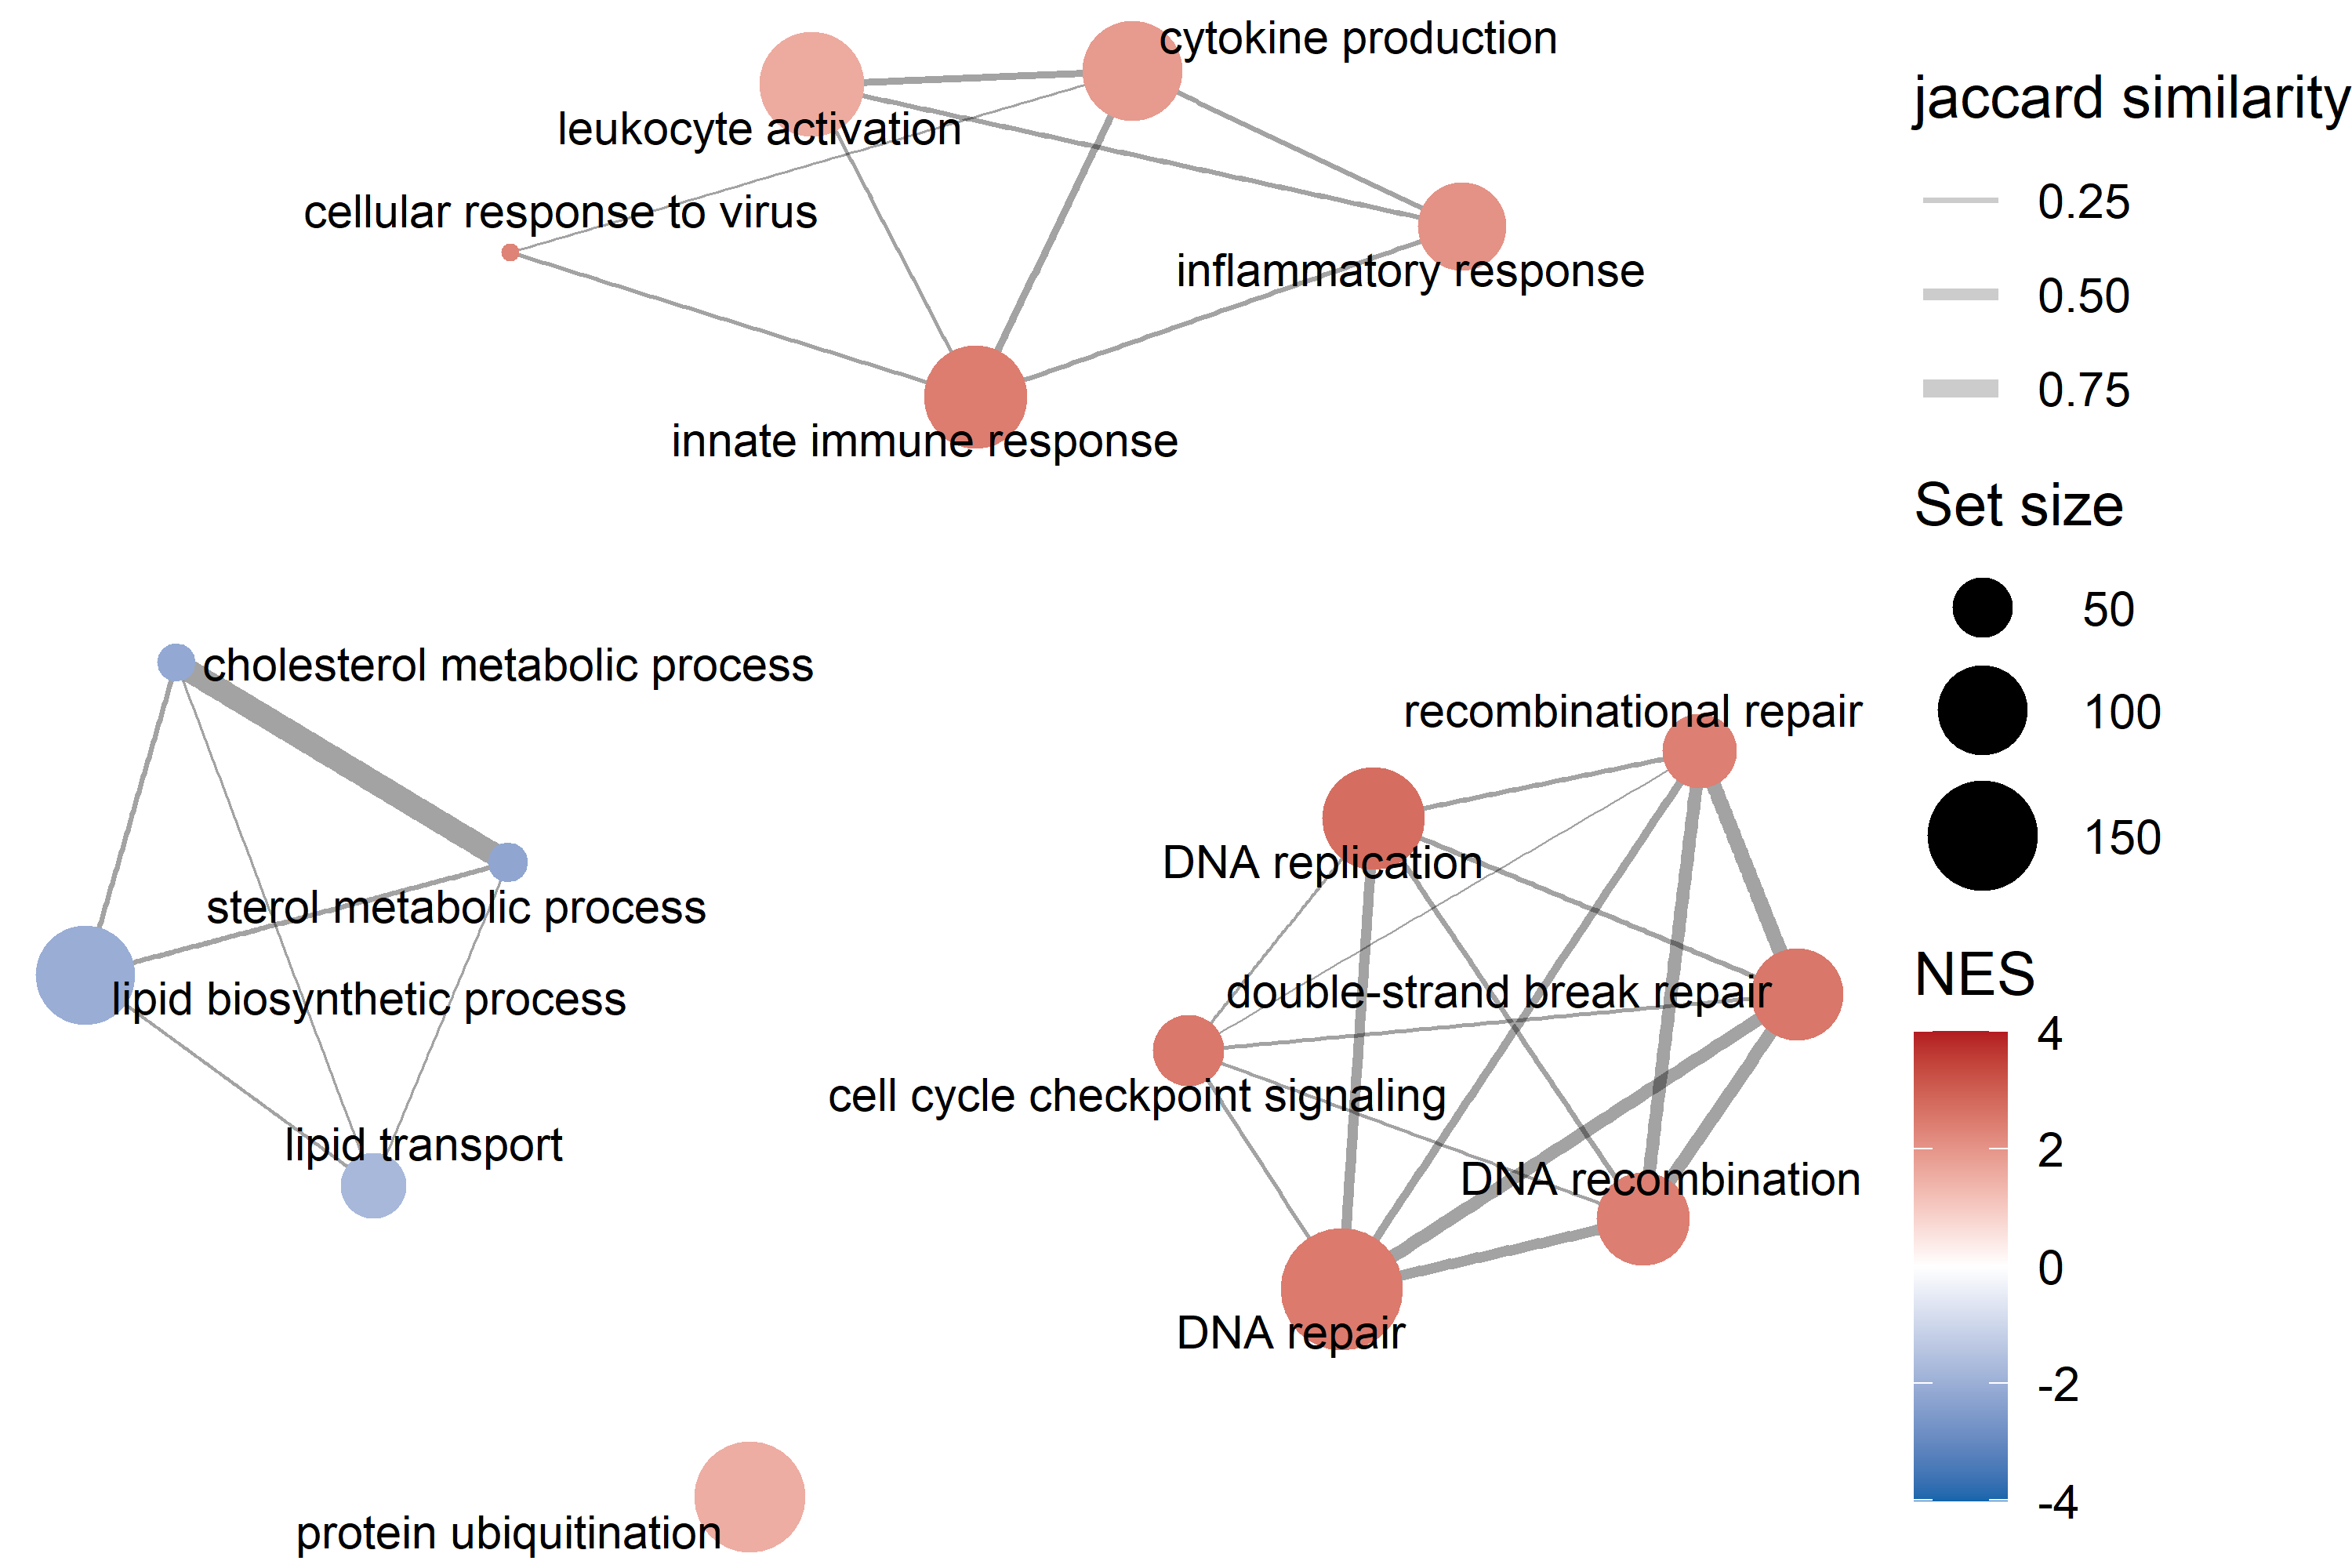 cytokine production
leukocyte activation
cellular response to virus
inflammatory response
innate immune response
cholesterol metabolic process
sterol metabolic process
lipid biosynthetic process
lipid transport
recombinational repair
DNA replication
double-strand break repair
cell cycle checkpoint signaling
DNA recombination
DNA repair
protein ubiquitination
jaccard similarity
0.25
0.50
0.75
Set size
50
100
150
NES
4
2
0
-2
-4